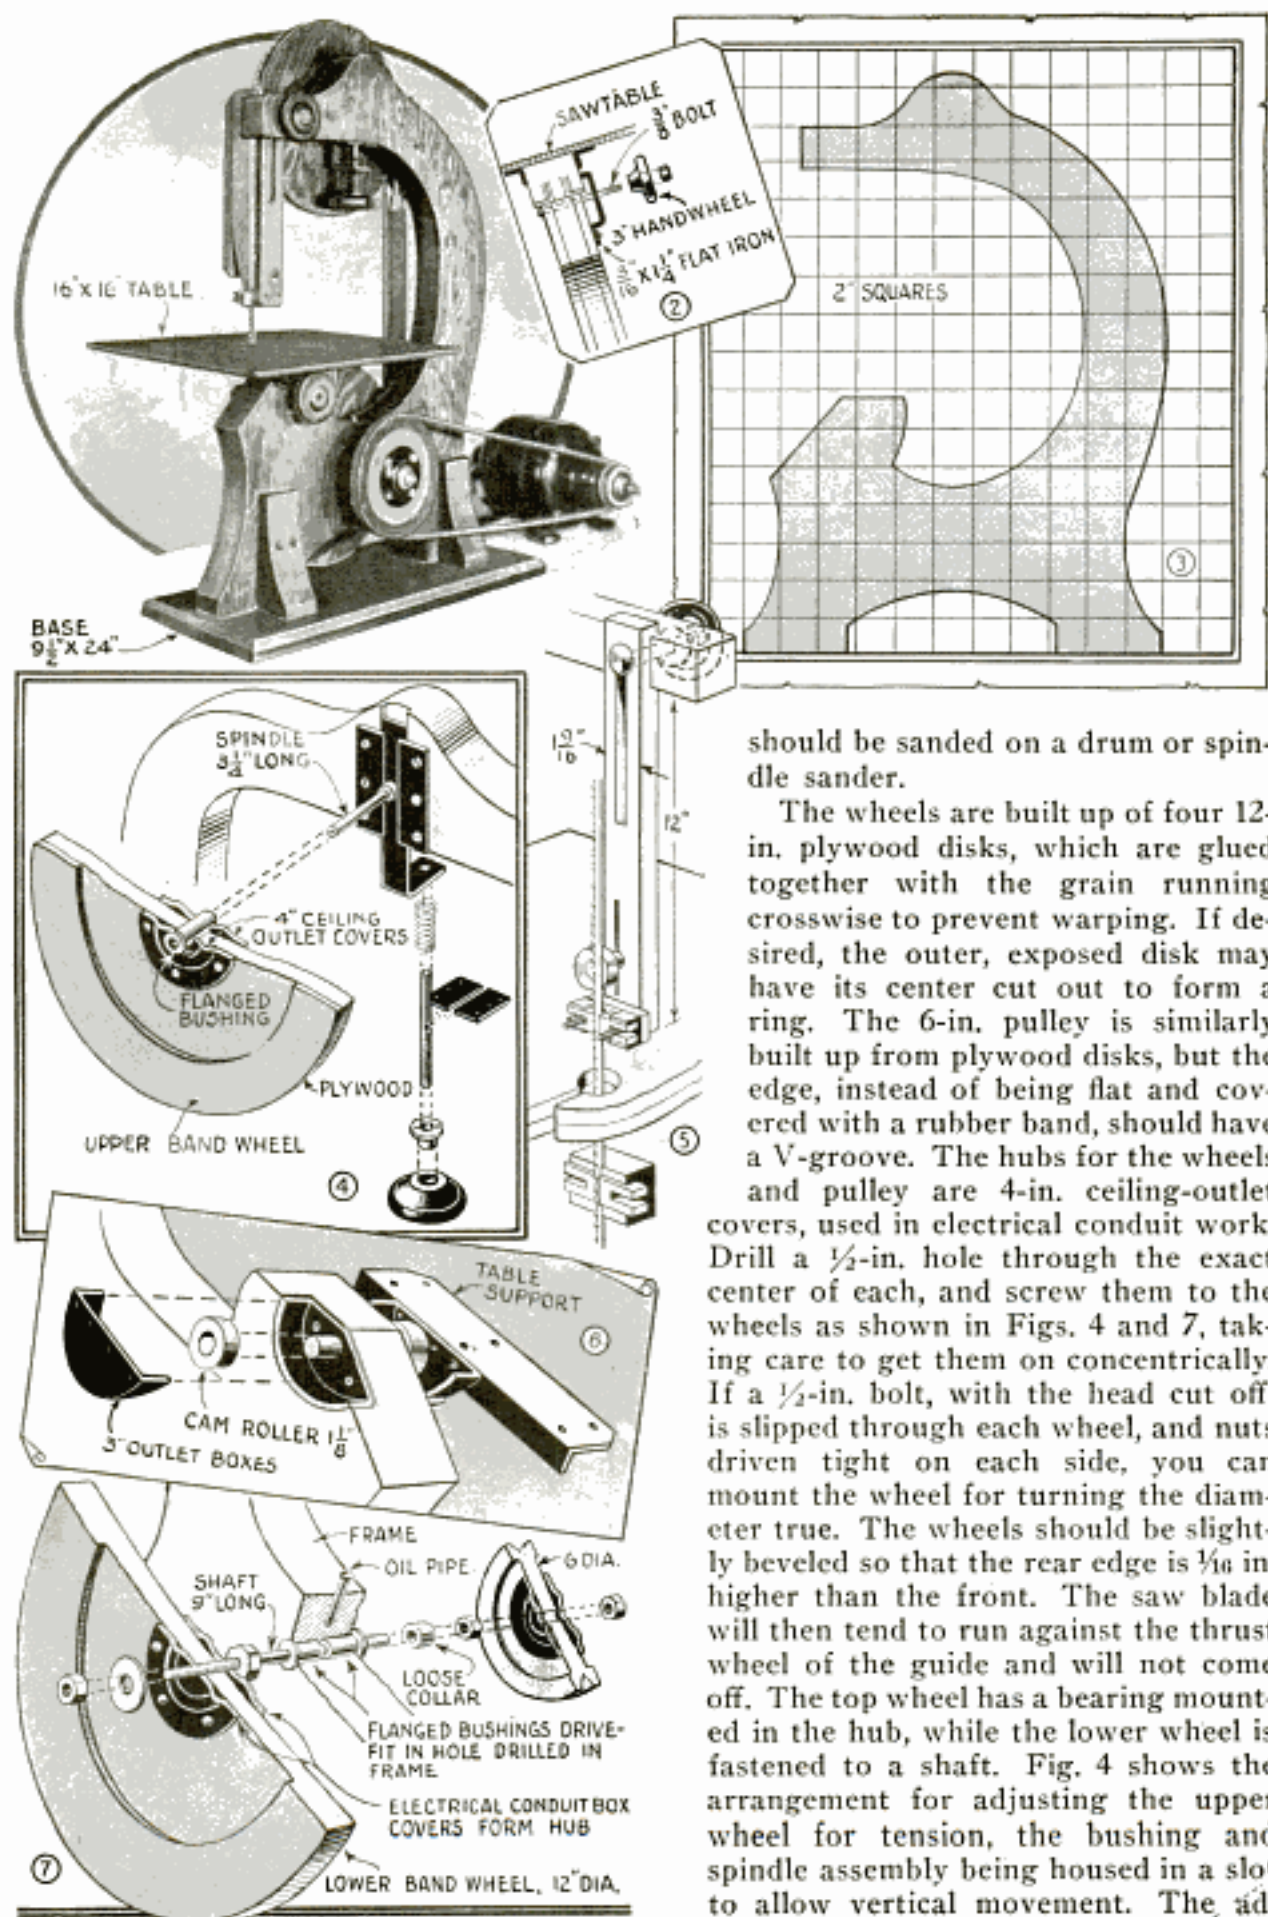 16" X 16" TABLE
BASE
9 1/2" X 24"
SAWTABLE
3/8" BOLT
3" HANDWHEEL
X 1 1/4" FLAT IRON
2
2" SQUARES
3
SPINDLE
3 1/4" LONG
4" CEILING
OUTLET COVERS
FLANGED
BUSHING
PLYWOOD
UPPER BAND WHEEL
4
1 9/16"
12"
5
TABLE
SUPPORT
6
CAM ROLLER 1 1/8"
3" OUTLET BOXES
FRAME
OIL PIPE
6 DIA.
SHAFT
9" LONG
LOOSE
COLLAR
FLANGED BUSHINGS DRIVE-
FIT IN HOLE DRILLED IN
FRAME
ELECTRICAL CONDUIT BOX
COVERS FORM HUB
7
LOWER BAND WHEEL, 12" DIA.
should be sanded on a drum or spin-
dle sander.
The wheels are built up of four 12-
in. plywood disks, which are glued
together with the grain running
crosswise to prevent warping. If de-
sired, the outer, exposed disk may
have its center cut out to form a
ring. The 6-in. pulley is similarly
built up from plywood disks, but the
edge, instead of being flat and cov-
ered with a rubber band, should have
a V-groove. The hubs for the wheels
and pulley are 4-in. ceiling-outlet
covers, used in electrical conduit work
Drill a ½-in. hole through the exact
center of each, and screw them to the
wheels as shown in Figs. 4 and 7, tak-
ing care to get them on concentrically
If a ½-in. bolt, with the head cut off
is slipped through each wheel, and nuts
driven tight on each side, you can
mount the wheel for turning the diam-
eter true. The wheels should be slight-
ly beveled so that the rear edge is 1/16 in
higher than the front. The saw blade
will then tend to run against the thrust
wheel of the guide and will not come
off. The top wheel has a bearing mount-
ed in the hub, while the lower wheel is
fastened to a shaft. Fig. 4 shows the
arrangement for adjusting the upper
wheel for tension, the bushing and
spindle assembly being housed in a slot
to allow vertical movement. The ad